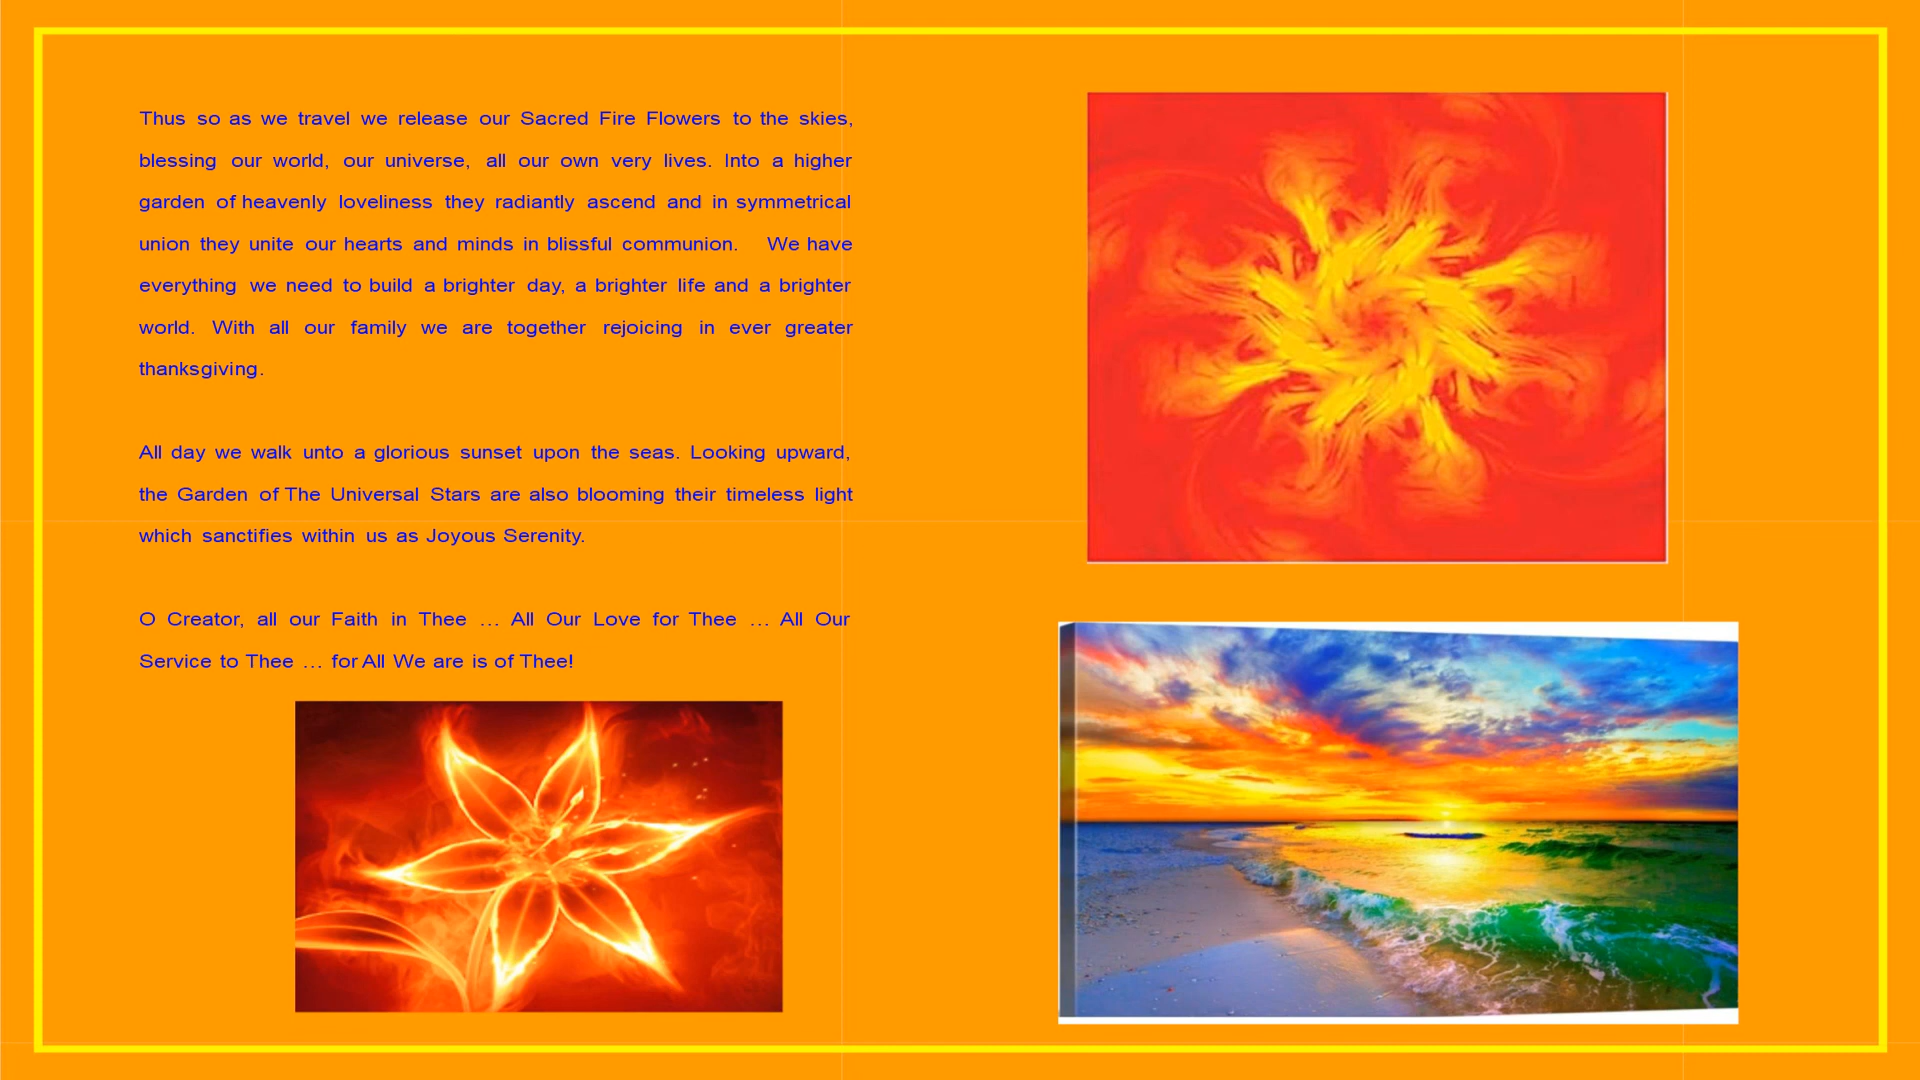 Thus so as we travel we release our Sacred Fire Flowers to the skies,
blessing our world, our universe, all our own very lives. Into a higher
garden of heavenly loveliness they radiantly ascend and in symmetrical
union they unite our hearts and minds in blissful communion. We have
everything we need to build a brighter day, a brighter life and a brighter
world. With all our family we are together rejoicing in ever greater
thanksgiving.
All day we walk unto a glorious sunset upon the seas. Looking upward,
the Garden of The Universal Stars are also blooming their timeless light
which sanctifies within us as Joyous Serenity.
O Creator, all our Faith in Thee … All Our Love for Thee … All Our
Service to Thee … for All We are is of Thee!